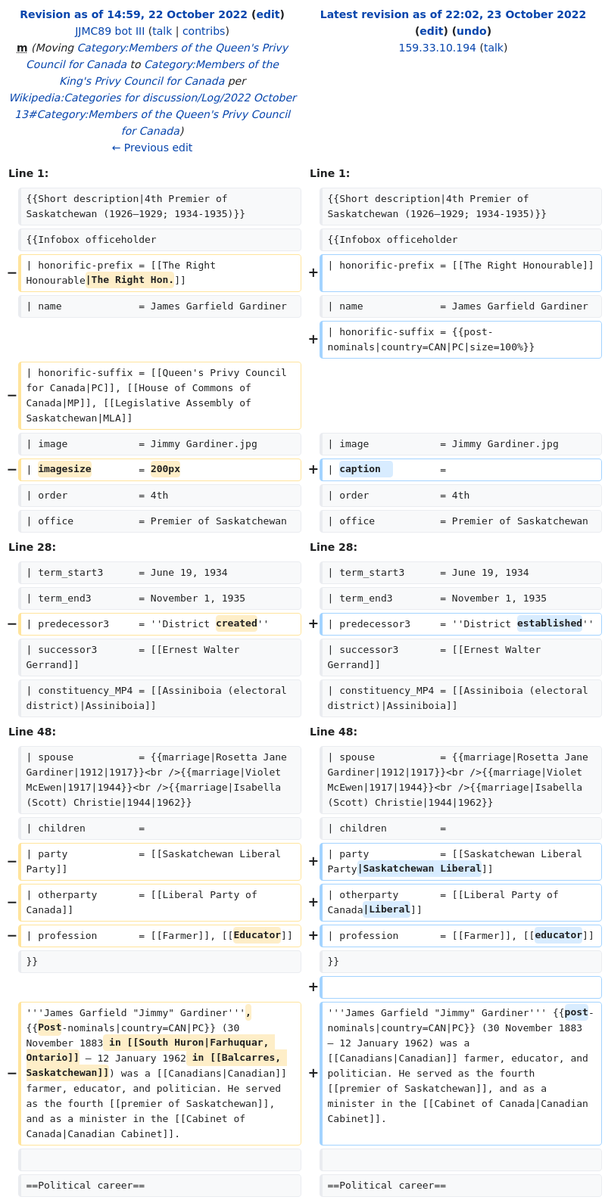 Revision as of 14:59, 22 October 2022 (edit)
JJMC89 bot III (talk | contribs)
m (Moving Category:Members of the Queen's Privy
Council for Canada to Category:Members of the
King's Privy Council for Canada per
Wikipedia:Categories for discussion/Log/2022 October
13#Category:Members of the Queen's Privy Council
for Canada)
← Previous edit
Latest revision as of 22:02, 23 October 2022
(edit) (undo)
159.33.10.194 (talk)
Line 1:
Line 1:
{{Short description|4th Premier of
Saskatchewan (1926–1929; 1934-1935)}}
{{Short description|4th Premier of
Saskatchewan (1926–1929; 1934-1935)}}
{{Infobox officeholder
{{Infobox officeholder
− | honorific-prefix = [[The Right
Honourable|The Right Hon.]]
+ | honorific-prefix = [[The Right Honourable]]
| name = James Garfield Gardiner
| name = James Garfield Gardiner
+ | honorific-suffix = {{post-
nominals|country=CAN|PC|size=100%}}
− | honorific-suffix = [[Queen's Privy Council
for Canada|PC]], [[House of Commons of
Canada|MP]], [[Legislative Assembly of
Saskatchewan|MLA]]
| image = Jimmy Gardiner.jpg
| image = Jimmy Gardiner.jpg
− | imagesize = 200px
+ | caption =
| order = 4th
| order = 4th
| office = Premier of Saskatchewan
| office = Premier of Saskatchewan
Line 28:
Line 28:
| term_start3 = June 19, 1934
| term_start3 = June 19, 1934
| term_end3 = November 1, 1935
| term_end3 = November 1, 1935
− | predecessor3 = ''District created''
+ | predecessor3 = ''District established''
| successor3 = [[Ernest Walter
Gerrand]]
| successor3 = [[Ernest Walter
Gerrand]]
| constituency_MP4 = [[Assiniboia (electoral
district)|Assiniboia]]
| constituency_MP4 = [[Assiniboia (electoral
district)|Assiniboia]]
Line 48:
Line 48:
| spouse = {{marriage|Rosetta Jane
Gardiner|1912|1917}}<br />{{marriage|Violet
McEwen|1917|1944}}<br />{{marriage|Isabella
(Scott) Christie|1944|1962}}
| spouse = {{marriage|Rosetta Jane
Gardiner|1912|1917}}<br />{{marriage|Violet
McEwen|1917|1944}}<br />{{marriage|Isabella
(Scott) Christie|1944|1962}}
| children =
| children =
− | party = [[Saskatchewan Liberal
Party]]
+ | party = [[Saskatchewan Liberal
Party|Saskatchewan Liberal]]
− | otherparty = [[Liberal Party of
Canada]]
+ | otherparty = [[Liberal Party of
Canada|Liberal]]
− | profession = [[Farmer]], [[Educator]]
+ | profession = [[Farmer]], [[educator]]
}}
}}
+
− '''James Garfield "Jimmy" Gardiner''',
{{Post-nominals|country=CAN|PC}} (30
November 1883 in [[South Huron|Farhuquar,
Ontario]] – 12 January 1962 in [[Balcarres,
Saskatchewan]]) was a [[Canadians|Canadian]]
farmer, educator, and politician. He served
as the fourth [[premier of Saskatchewan]],
and as a minister in the [[Cabinet of
Canada|Canadian Cabinet]].
+ '''James Garfield "Jimmy" Gardiner''' {{post-
nominals|country=CAN|PC}} (30 November 1883
– 12 January 1962) was a
[[Canadians|Canadian]] farmer, educator, and
politician. He served as the fourth
[[premier of Saskatchewan]], and as a
minister in the [[Cabinet of Canada|Canadian
Cabinet]].
==Political career==
==Political career==